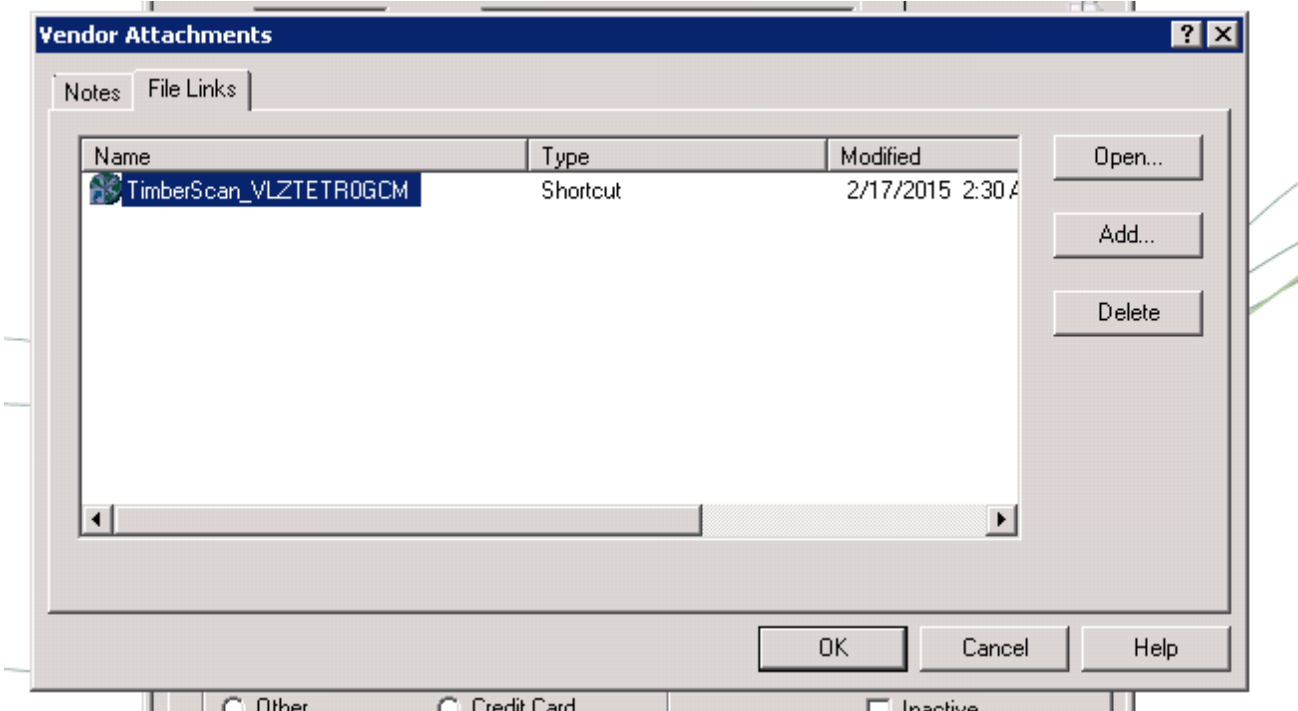 Vendor Attachments
? X
Notes File Links
Name Type Modified
TimberScan_VLZTETR0GCM Shortcut 2/17/2015 2:30 A
Open...
Add...
Delete
OK Cancel Help
Other Credit Card Inactive